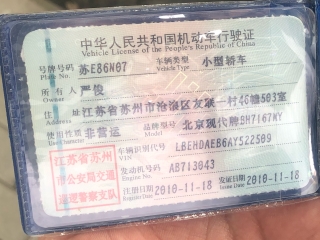 中华人民共和国机动车行驶证
Vehicle License of the People's Republic of China
号牌号码 苏E86N07 车辆类型 小型轿车
Plate No. Vehicle Type
所有人 严俊
Owner
住址 江苏省苏州市沧浪区友联一村46幢503室
Address
使用性质 非营运 品牌型号 北京现代牌BH7167MY
Use Character Model
江苏省苏州
市公安局交通
巡逻警察支队
车辆识别代号 LBEHDAEB6AY522509
VIN
发动机号码 AB713043
Engine No.
注册日期 2010-11-18 发证日期 2010-11-18
Register Date Issue Date